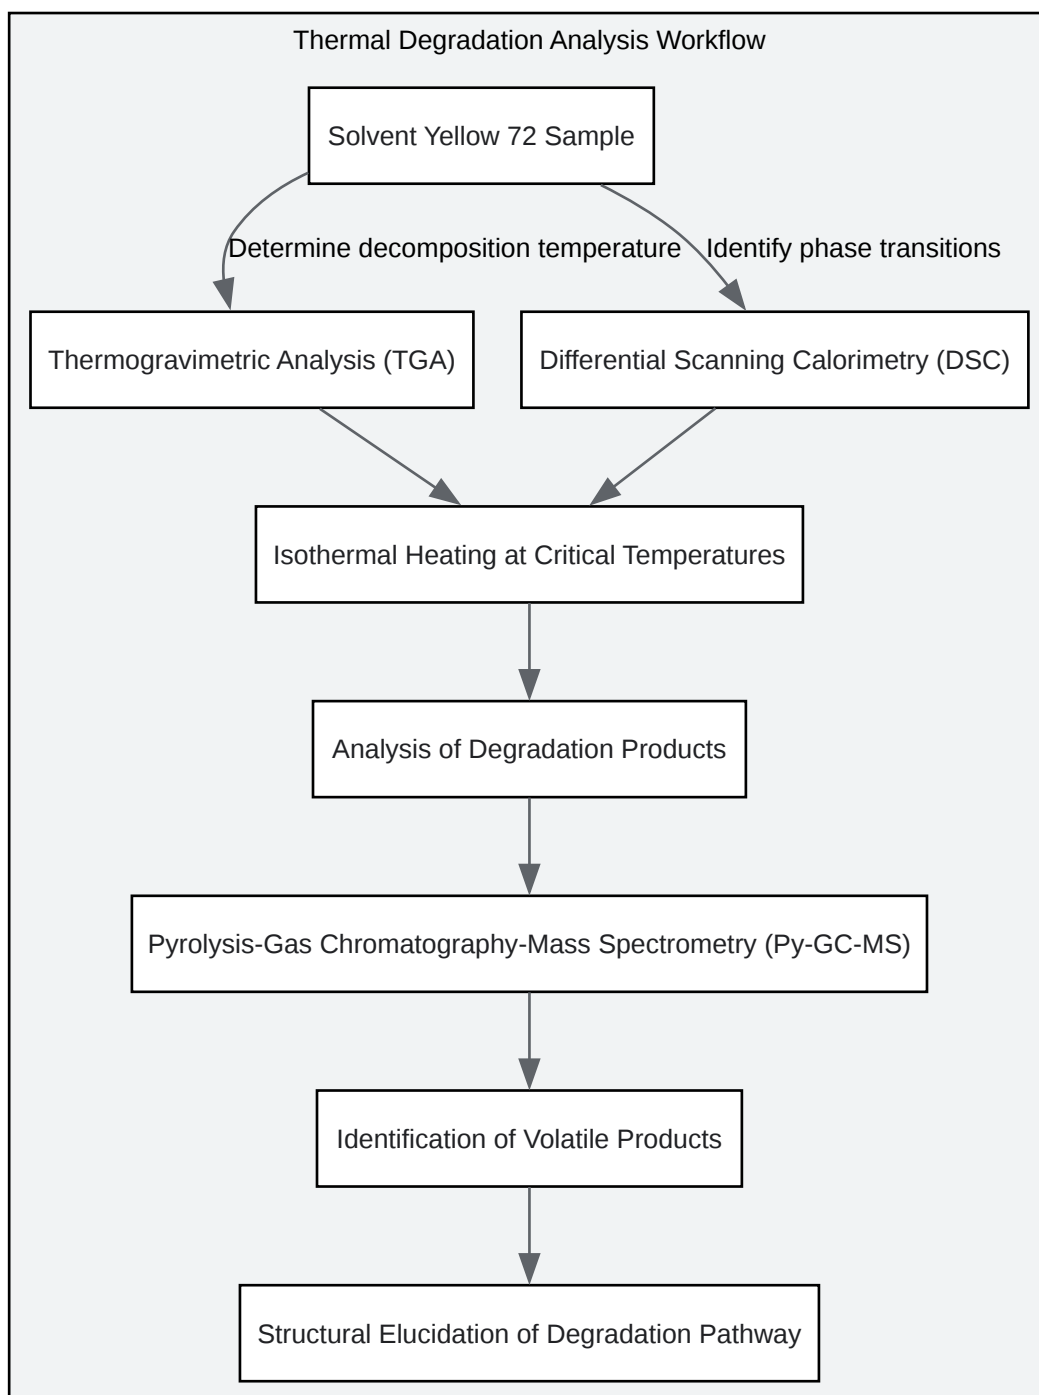 Thermal Degradation Analysis Workflow
Solvent Yellow 72 Sample
Determine decomposition temperature
Identify phase transitions
Thermogravimetric Analysis (TGA)
Differential Scanning Calorimetry (DSC)
Isothermal Heating at Critical Temperatures
Analysis of Degradation Products
Pyrolysis-Gas Chromatography-Mass Spectrometry (Py-GC-MS)
Identification of Volatile Products
Structural Elucidation of Degradation Pathway